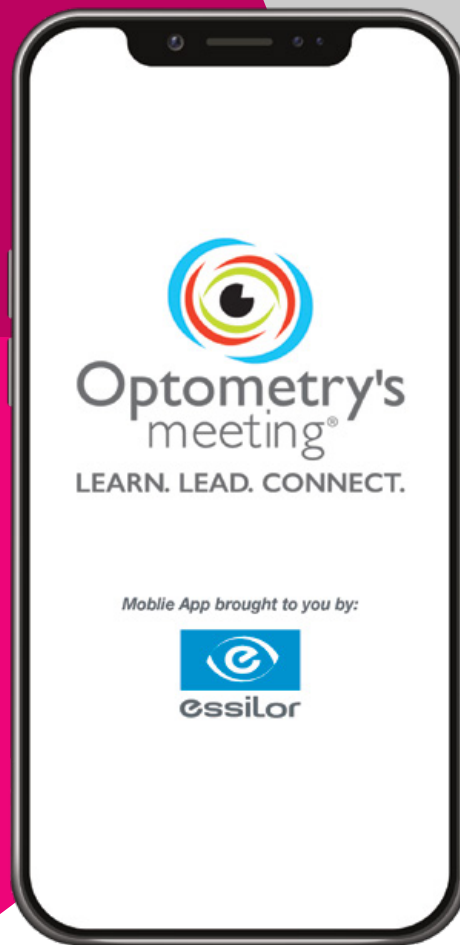 Optometry's
meeting®
LEARN. LEAD. CONNECT.
Moblie App brought to you by:
e
essilor